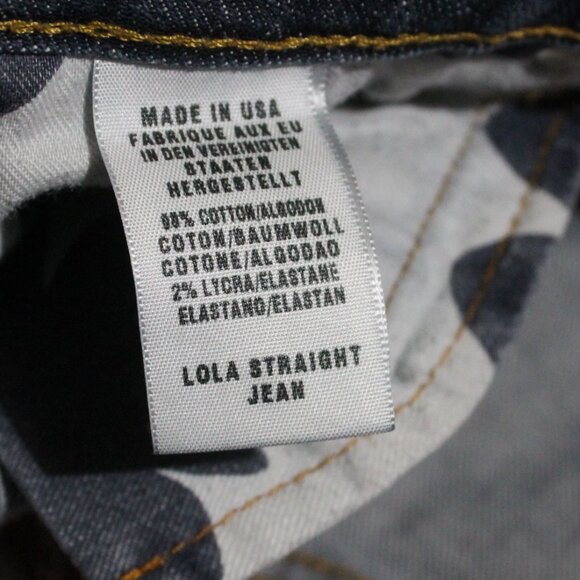 MADE IN USA
FABRIQUE AUX EU
IN DEN VEREINIGTEN
STAATEN
HERGESTELLT
98% COTTON/ALGODON
COTON/BAUMWOLL
COTONE/ALGODAO
2% LYCRA/ELASTANE
ELASTANO/ELASTAN
LOLA STRAIGHT
JEAN